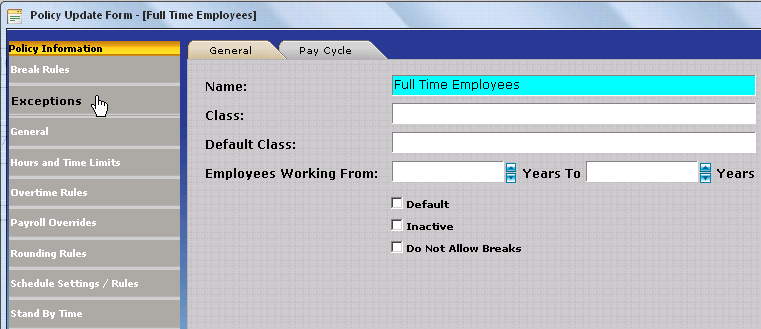 Policy Update Form - [Full Time Employees]
Policy Information
Break Rules
Exceptions
General
Hours and Time Limits
Overtime Rules
Payroll Overrides
Rounding Rules
Schedule Settings / Rules
Stand By Time
General Pay Cycle
Name: Full Time Employees
Class:
Default Class:
Employees Working From: Years To Years
Default
Inactive
Do Not Allow Breaks